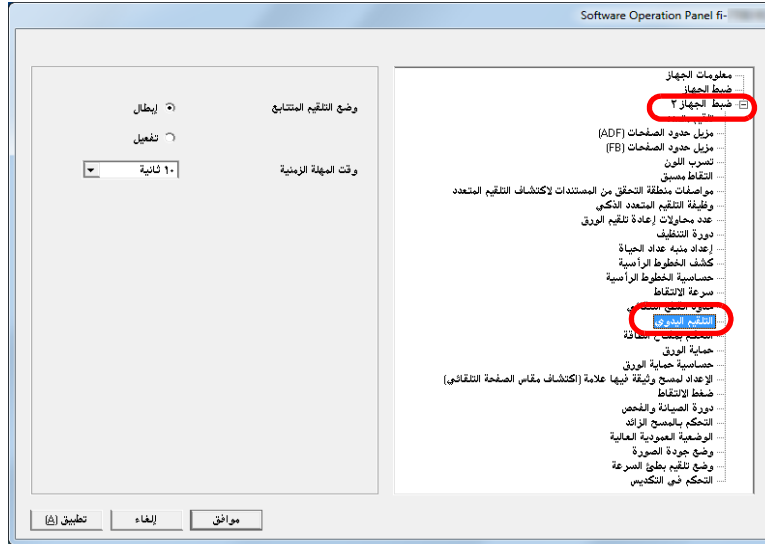 Software Operation Panel fi-
معلومات الجهاز
ضبط الجهاز
ضبط الجهاز ٢
مزيل حدود الصفحات (ADF)
مزيل حدود الصفحات (FB)
تسرب اللون
التقاط مسبق
مواصفات منطقة التحقق من المستندات لاكتشاف التلقيم المتعدد
وظيفة التلقيم المتعدد الذكي
عدد محاولات إعادة تلقيم الورق
دورة التنظيف
إعداد منبه عداد الحياة
كشف الخطوط الرأسية
حساسية الخطوط الرأسية
سرعة الالتقاط
التلقيم اليدوي
حماية الورق
حساسية حماية الورق
الإعداد لمسح وثيقة فيها علامة (اكتشاف مقاس الصفحة التلقائي)
ضغط الالتقاط
دورة الصيانة والفحص
التحكم بالمسح الزائد
الوضعية العمودية العالية
وضع جودة الصورة
وضع تلقيم بطئ السرعة
التحكم في التكديس
وضع التلقيم المتتابع
إبطال
تفعيل
وقت المهلة الزمنية
١٠ ثانية
موافق
إلغاء
تطبيق (A)